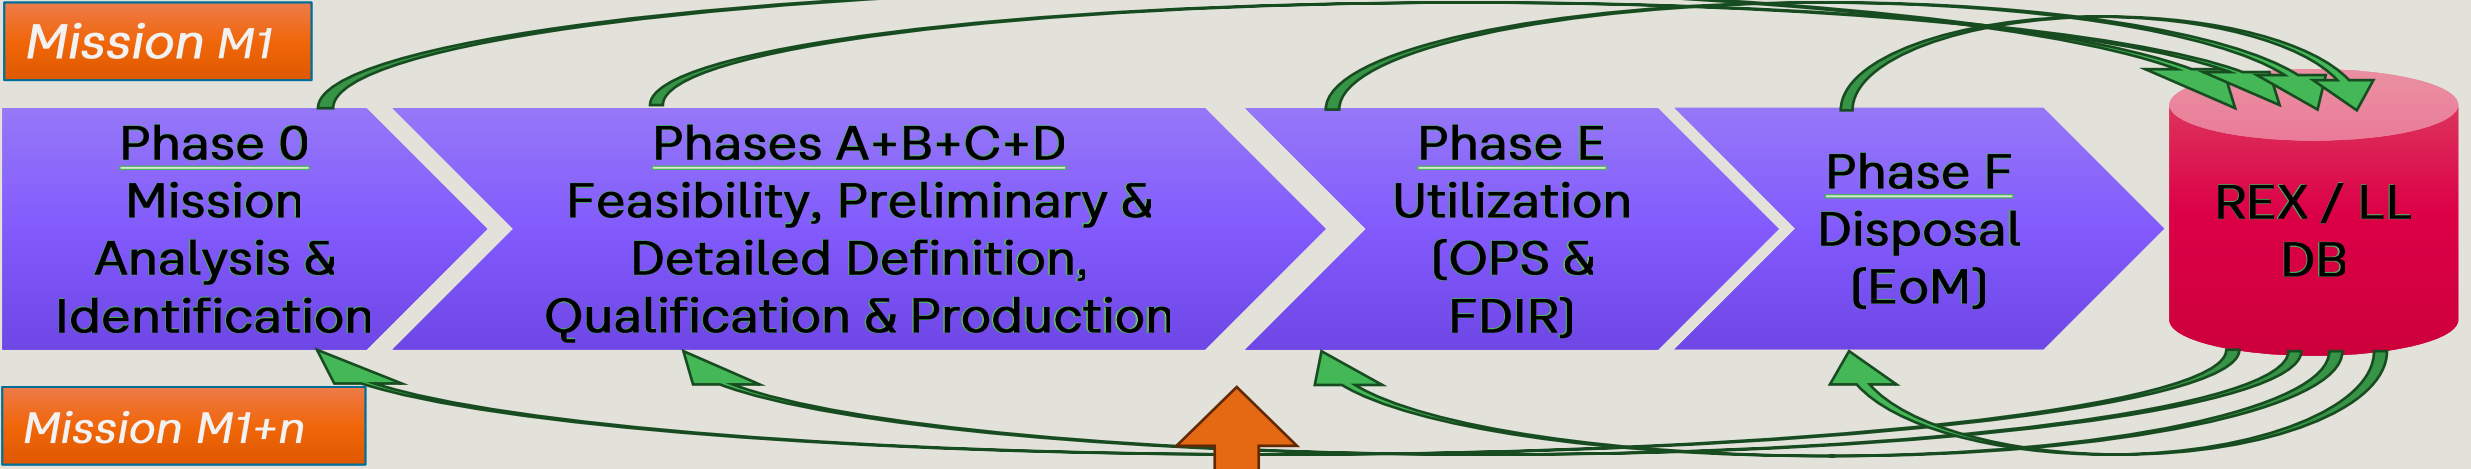 Mission M1
Phase 0
Mission
Analysis &
Identification
Phases A+B+C+D
Feasibility, Preliminary &
Detailed Definition,
Qualification & Production
Phase E
Utilization
(OPS &
FDIR)
Phase F
Disposal
(EoM)
REX / LL
DB
Mission M1+n